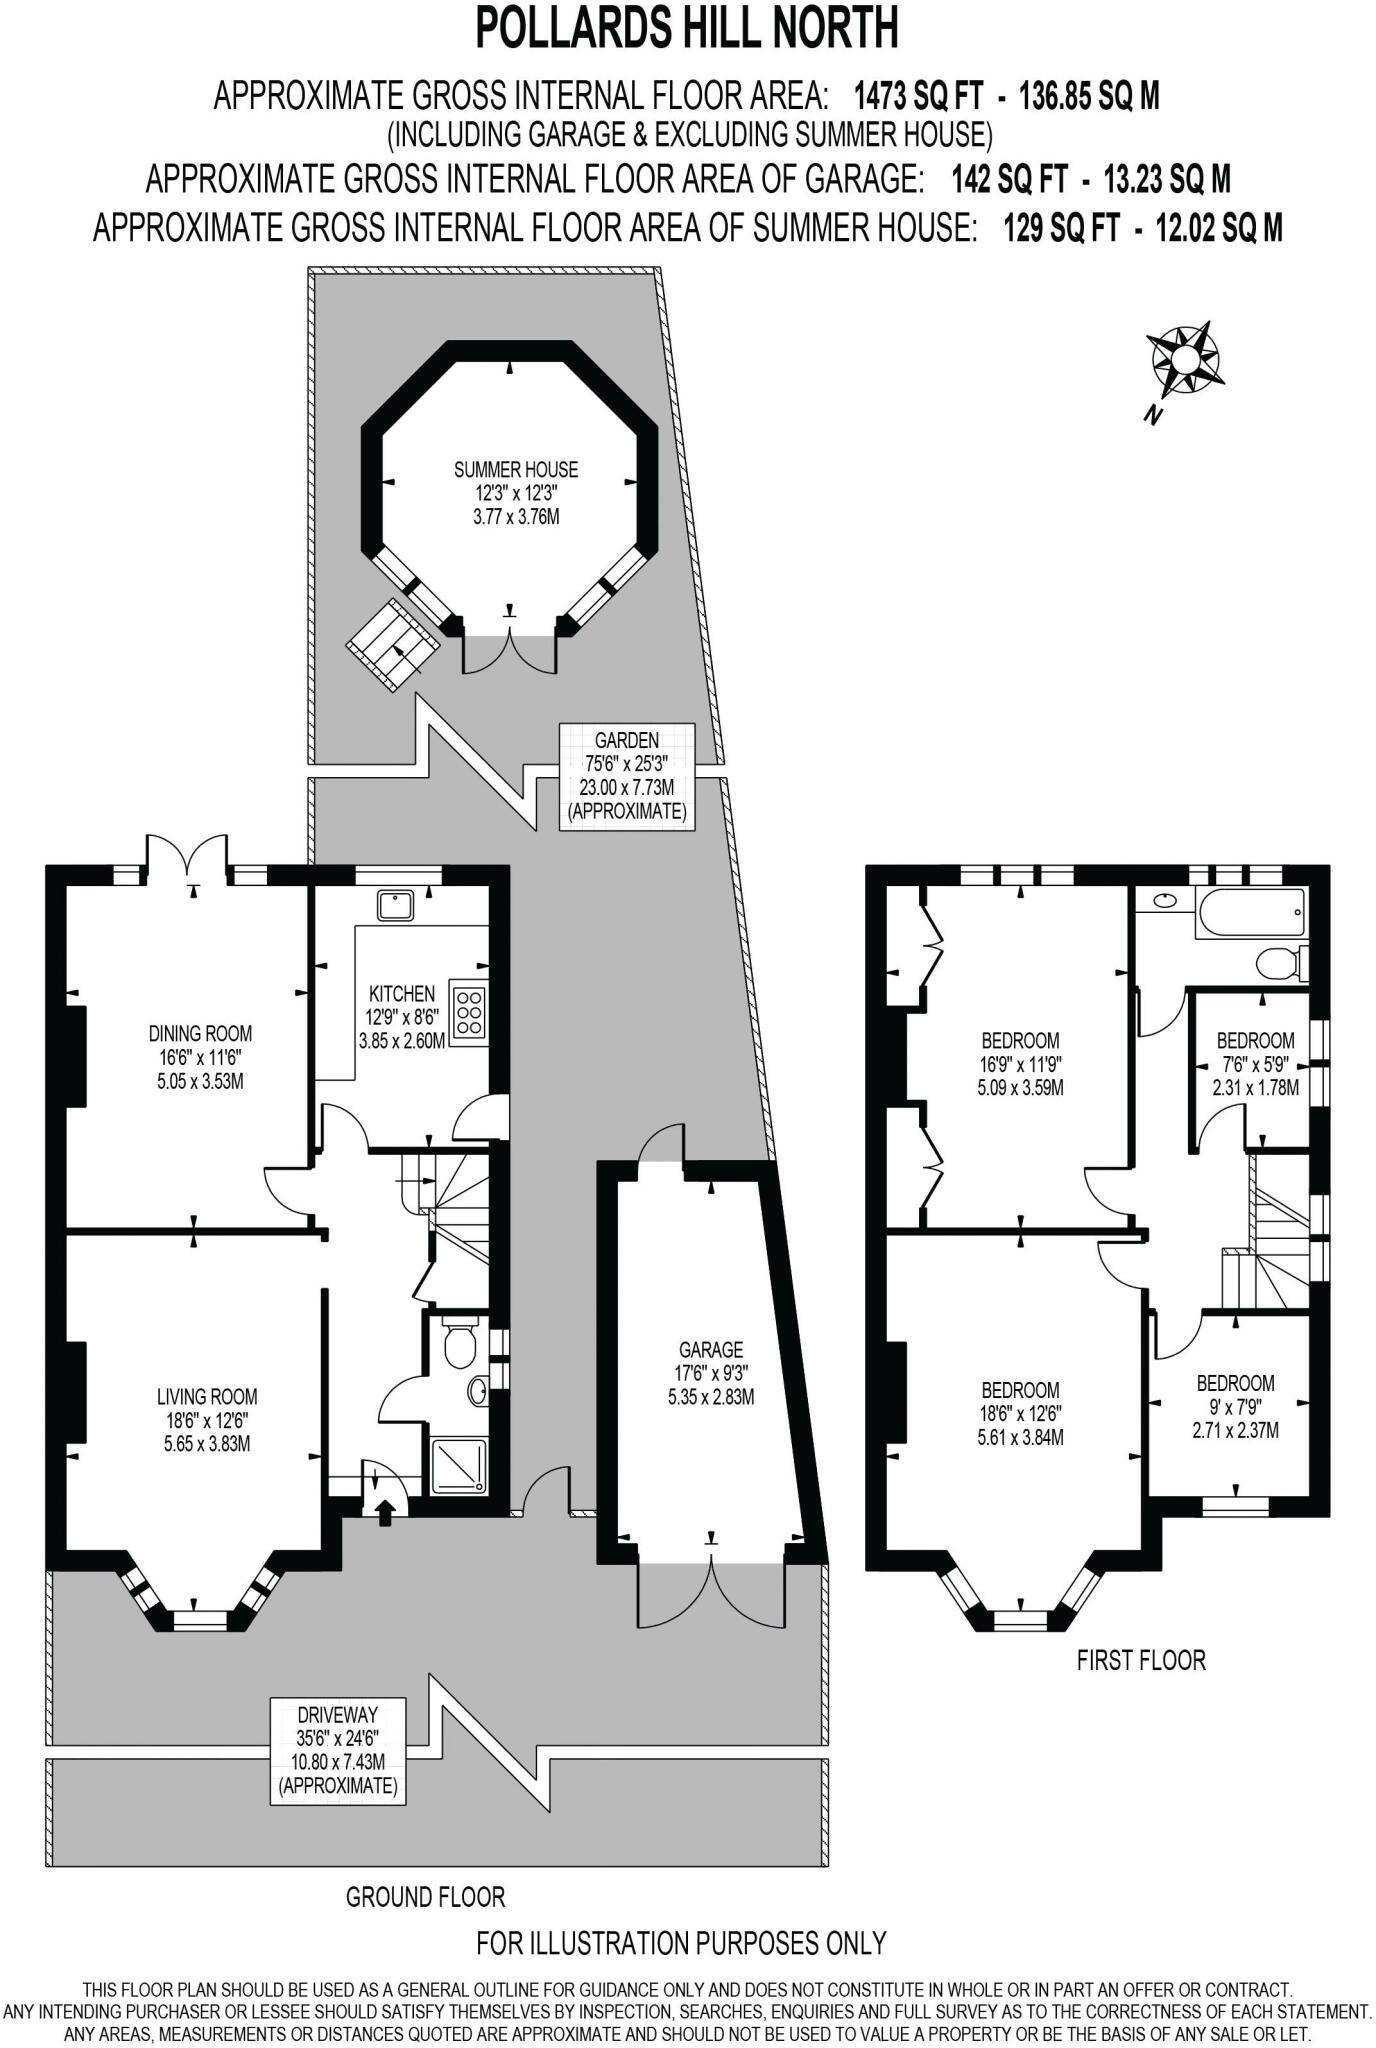 POLLARDS HILL NORTH
APPROXIMATE GROSS INTERNAL FLOOR AREA: 1473 SQ FT - 136.85 SQ M
(INCLUDING GARAGE & EXCLUDING SUMMER HOUSE)
APPROXIMATE GROSS INTERNAL FLOOR AREA OF GARAGE: 142 SQ FT - 13.23 SQ M
APPROXIMATE GROSS INTERNAL FLOOR AREA OF SUMMER HOUSE: 129 SQ FT - 12.02 SQ M
N
SUMMER HOUSE
12'3" x 12'3"
3.77 x 3.76M
GARDEN
75'6" x 25'3"
23.00 x 7.73M
(APPROXIMATE)
KITCHEN
12'9" x 8'6"
3.85 x 2.60M
DINING ROOM
16'6" x 11'6"
5.05 x 3.53M
BEDROOM
16'9" x 11'9"
5.09 x 3.59M
BEDROOM
7'6" x 5'9"
2.31 x 1.78M
GARAGE
17'6" x 9'3"
5.35 x 2.83M
LIVING ROOM
18'6" x 12'6"
5.65 x 3.83M
BEDROOM
18'6" x 12'6"
5.61 x 3.84M
BEDROOM
9' x 7'9"
2.71 x 2.37M
FIRST FLOOR
DRIVEWAY
35'6" x 24'6"
10.80 x 7.43M
(APPROXIMATE)
GROUND FLOOR
FOR ILLUSTRATION PURPOSES ONLY
THIS FLOOR PLAN SHOULD BE USED AS A GENERAL OUTLINE FOR GUIDANCE ONLY AND DOES NOT CONSTITUTE IN WHOLE OR IN PART AN OFFER OR CONTRACT.
ANY INTENDING PURCHASER OR LESSEE SHOULD SATISFY THEMSELVES BY INSPECTION, SEARCHES, ENQUIRIES AND FULL SURVEY AS TO THE CORRECTNESS OF EACH STATEMENT.
ANY AREAS, MEASUREMENTS OR DISTANCES QUOTED ARE APPROXIMATE AND SHOULD NOT BE USED TO VALUE A PROPERTY OR BE THE BASIS OF ANY SALE OR LET.